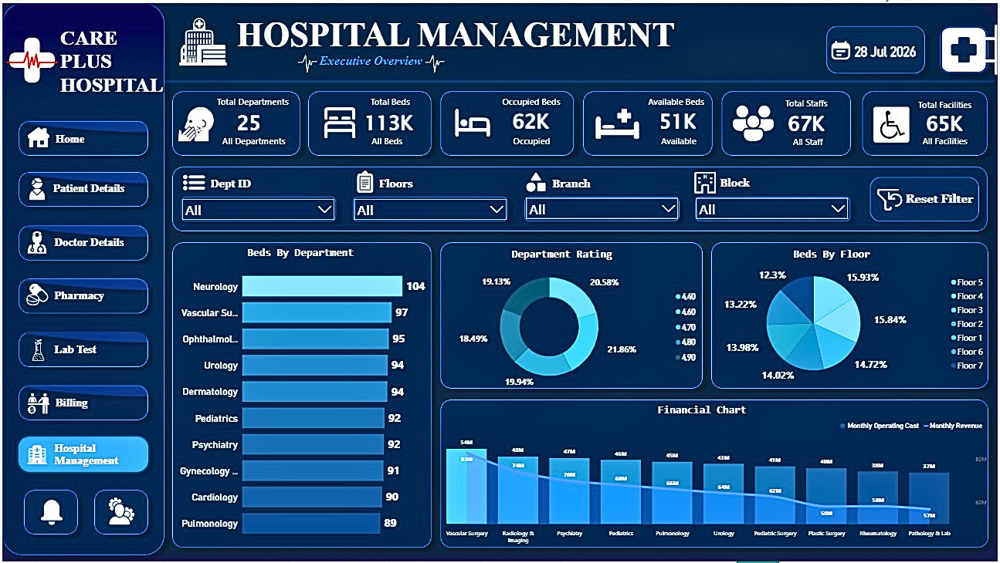 CARE
PLUS
HOSPITAL
HOSPITAL MANAGEMENT
Executive Overview
28 Jul 2026
Home
Patient Details
Doctor Details
Pharmacy
Lab Test
Billing
Hospital
Management
Total Departments
25
All Departments
Total Beds
113K
All Beds
Occupied Beds
62K
Occupied
Available Beds
51K
Available
Total Staffs
67K
All Staff
Total Facilities
65K
All Facilities
Dept ID
All
Floors
All
Branch
All
Block
All
Reset Filter
Beds By Department
Neurology 104
Vascular Su... 97
Ophthalmol... 95
Urology 94
Dermatology 94
Pediatrics 92
Psychiatry 92
Gynecology ... 91
Cardiology 90
Pulmonology 89
Department Rating
19.13% 20.58%
18.49% 21.86%
19.94%
4.40
4.60
4.70
4.80
4.90
Beds By Floor
12.3% 15.93%
13.22% 15.84%
13.98% 14.72%
14.02%
Floor 5
Floor 4
Floor 3
Floor 2
Floor 1
Floor 6
Floor 7
Financial Chart
Monthly Operating Cost Monthly Revenue
54M 48M 47M 46M 45M 43M 41M 40M 38M 37M
83M 74M 70M 68M 66M 64M 62M 58M 58M 57M
80M
60M
Vascular Surgery Radiology & Imaging Psychiatry Pediatrics Pulmonology Urology Pediatric Surgery Plastic Surgery Rheumatology Pathology & Lab